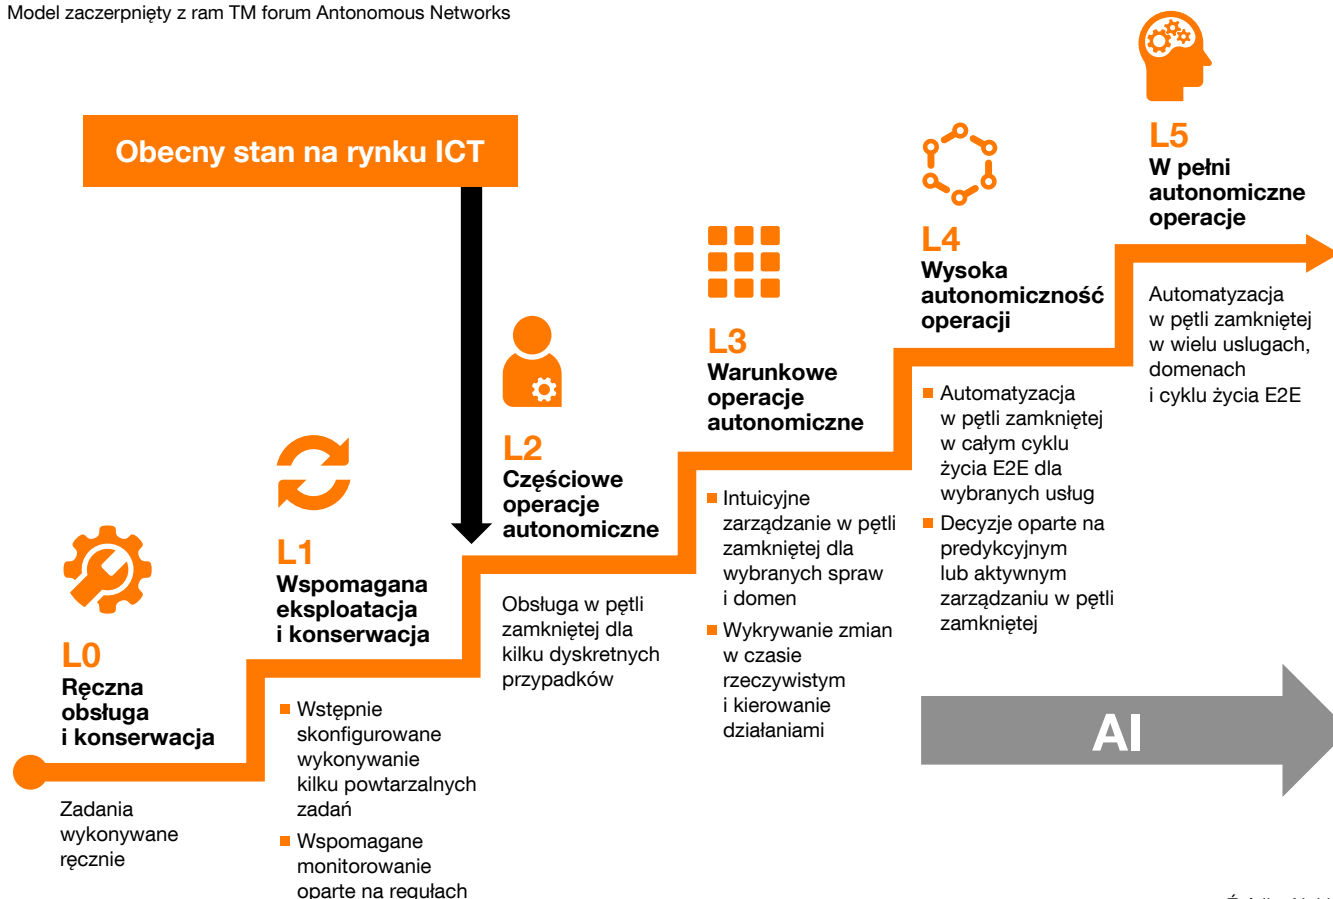 Model zaczerpnięty z ram TM forum Antonomous Networks
Obecny stan na rynku ICT
L0
Ręczna
obsługa
i konserwacja
Zadania
wykonywane
ręcznie
L1
Wspomagana
eksploatacja
i konserwacja
Wstępnie
skonfigurowane
wykonywanie
kilku powtarzalnych
zadań
Wspomagane
monitorowanie
oparte na regułach
L2
Częściowe
operacje
autonomiczne
Obsługa w pętli
zamkniętej dla
kilku dyskretnych
przypadków
L3
Warunkowe
operacje
autonomiczne
Intuicyjne
zarządzanie w pętli
zamkniętej dla
wybranych spraw
i domen
Wykrywanie zmian
w czasie
rzeczywistym
i kierowanie
działaniami
L4
Wysoka
autonomiczność
operacji
Automatyzacja
w pętli zamkniętej
w całym cyklu
życia E2E dla
wybranych usług
Decyzje oparte na
predykcyjnym
lub aktywnym
zarządzaniu w pętli
zamkniętej
L5
W pełni
autonomiczne
operacje
Automatyzacja
w pętli zamkniętej
w wielu uslugach,
domenach
i cyklu życia E2E
AI